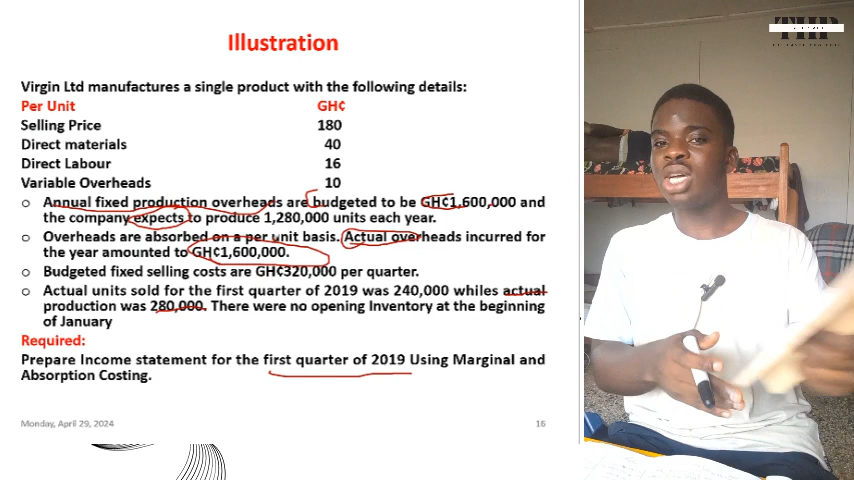 Illustration
Virgin Ltd manufactures a single product with the following details:
Per Unit GH₵
Selling Price 180
Direct materials 40
Direct Labour 16
Variable Overheads 10
o Annual fixed production overheads are budgeted to be GH₵1,600,000 and
the company expects to produce 1,280,000 units each year.
o Overheads are absorbed on a per unit basis. Actual overheads incurred for
the year amounted to GH₵1,600,000.
o Budgeted fixed selling costs are GH₵320,000 per quarter.
o Actual units sold for the first quarter of 2019 was 240,000 whiles actual
production was 280,000. There were no opening Inventory at the beginning
of January
Required:
Prepare Income statement for the first quarter of 2019 Using Marginal and
Absorption Costing.
Monday, April 29, 2024 16